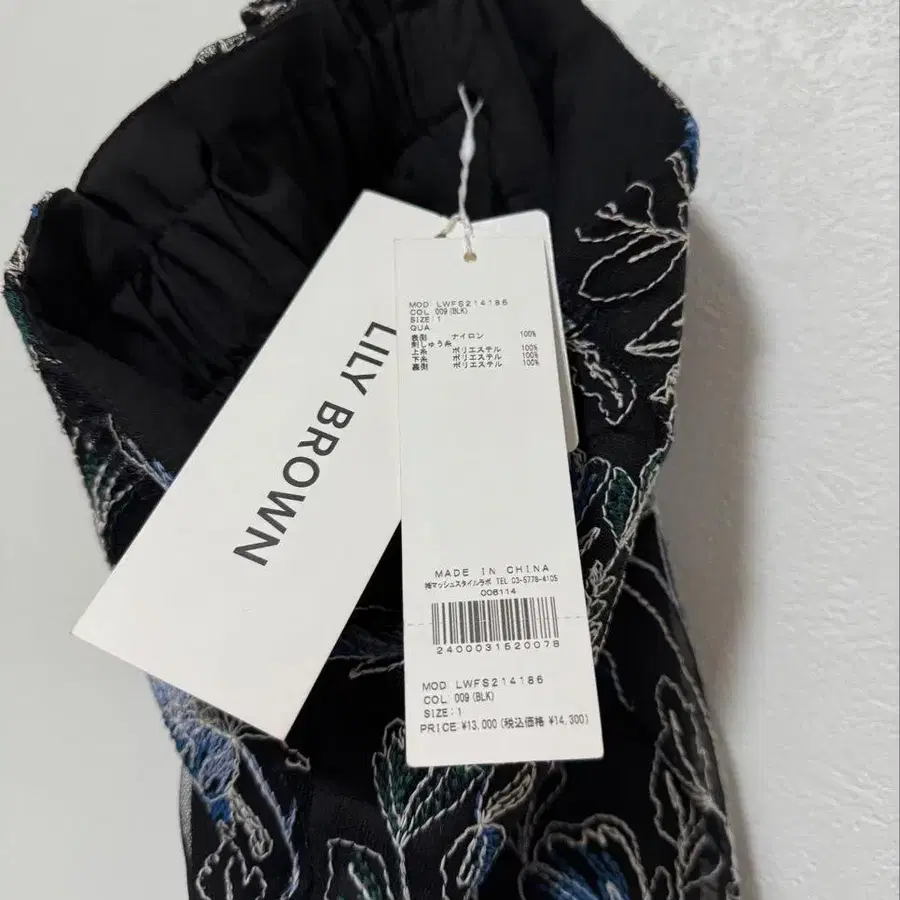 LILY BROWN
MOD LWFS214186
COL 009(BLK)
SIZE:1
QUA
表側 ナイロン 100%
刺しゅう糸
上糸 ポリエステル 100%
下糸 ポリエステル 100%
裏側 ポリエステル 100%
MADE IN CHINA
㈱マッシュスタイルラボ TEL 03-5778-4105
006114
2400031520078
MOD LWFS214186
COL 009(BLK)
SIZE:1
PRICE:¥13,000(税込価格 ¥14,300)